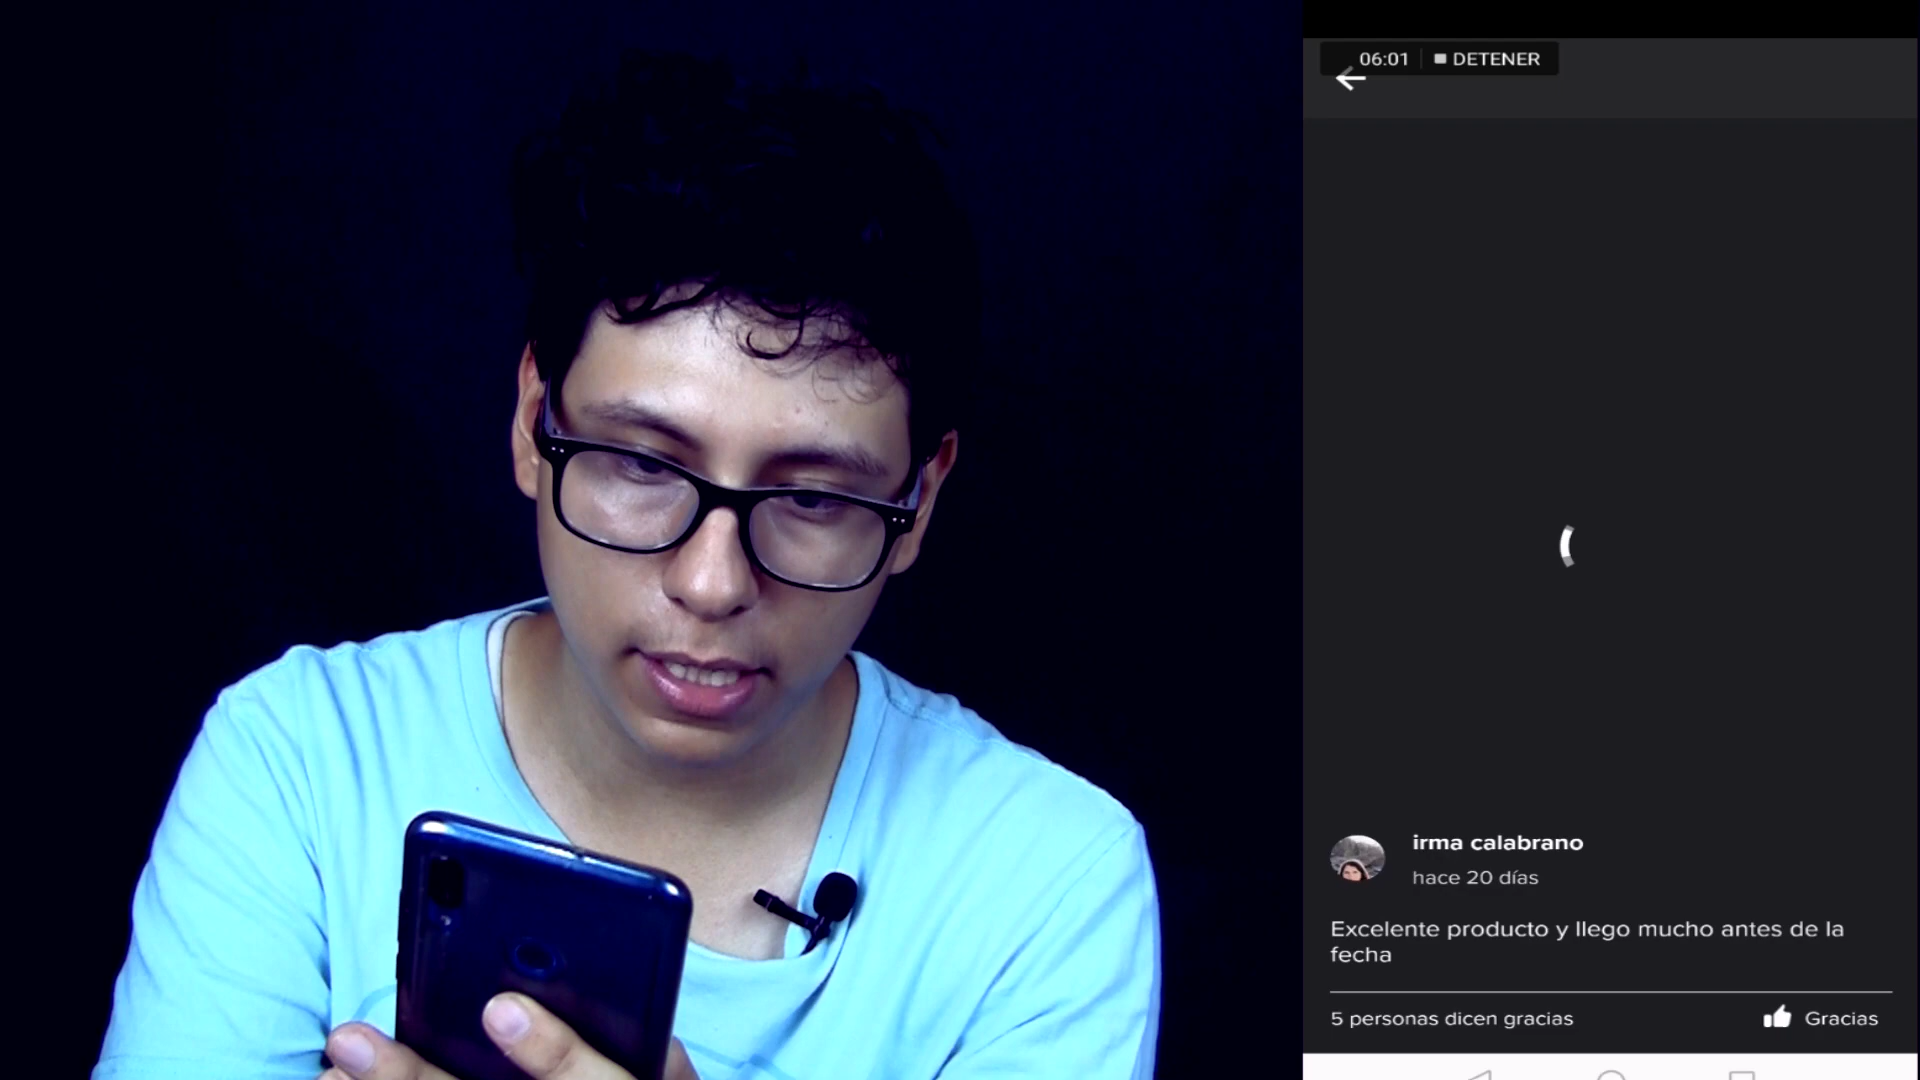 06:01 DETENER
irma calabrano
hace 20 días
Excelente producto y llego mucho antes de la
fecha
5 personas dicen gracias
Gracias